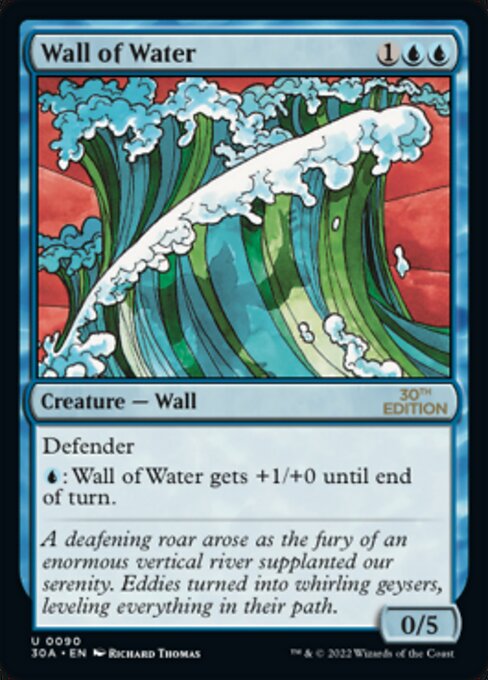 Wall of Water 1
Creature — Wall
30TH
EDITION
Defender
: Wall of Water gets +1/+0 until end
of turn.
A deafening roar arose as the fury of an
enormous vertical river supplanted our
serenity. Eddies turned into whirling geysers,
leveling everything in their path.
0/5
U 0090
30A • EN Richard Thomas
™ & © 2022 Wizards of the Coast